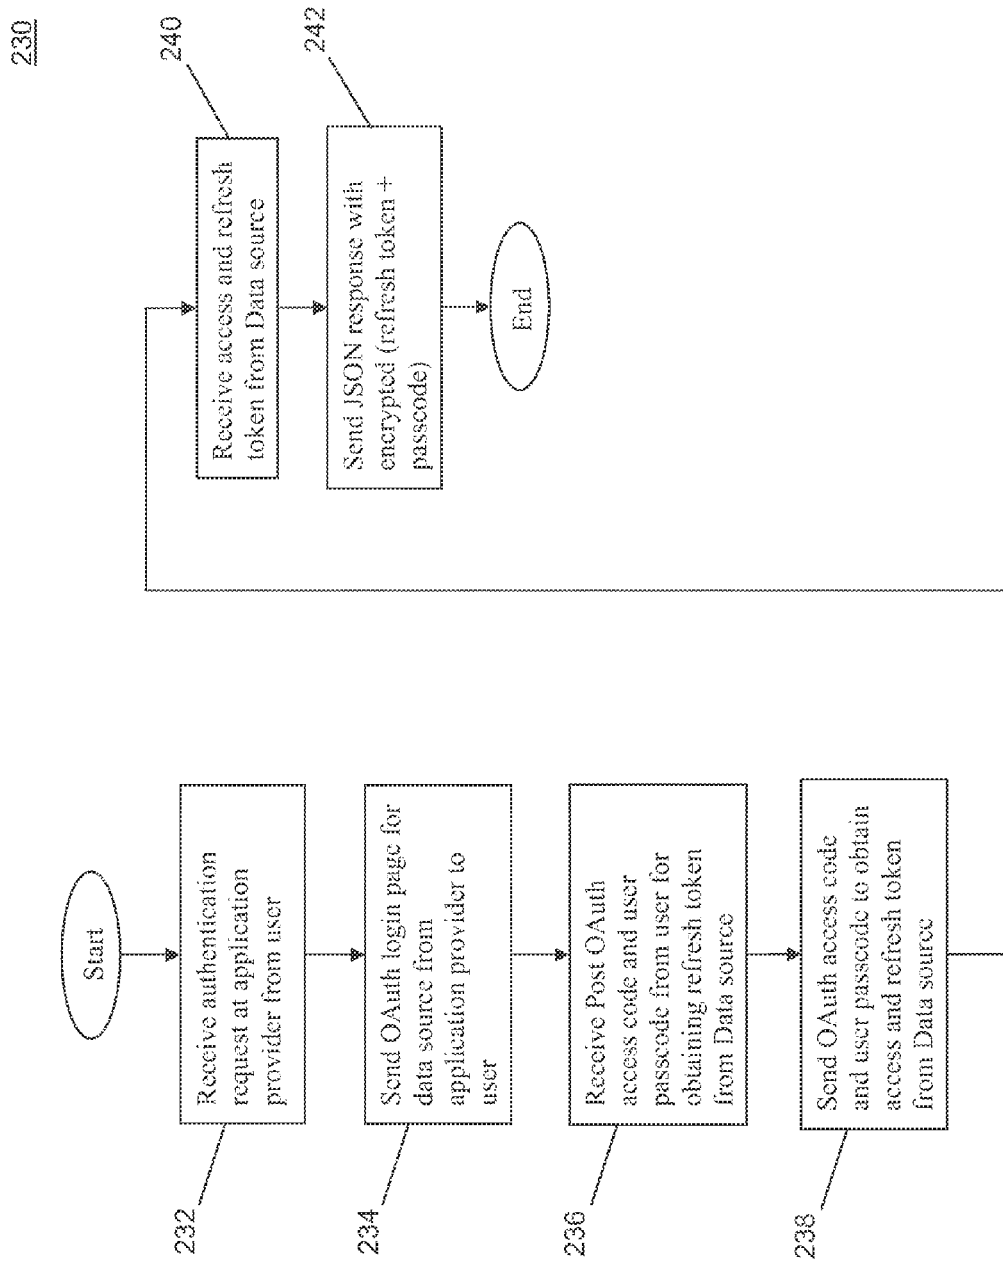 230
Start
232
Receive authentication
request at application
provider from user
234
Send OAuth login page for
data source from
application provider to
user
236
Receive Post OAuth
access code and user
passcode from user for
obtaining refresh token
from Data source
238
Send OAuth access code
and user passcode to obtain
access and refresh token
from Data source
240
Receive access and refresh
token from Data source
242
Send JSON response with
encrypted (refresh token +
passcode)
End